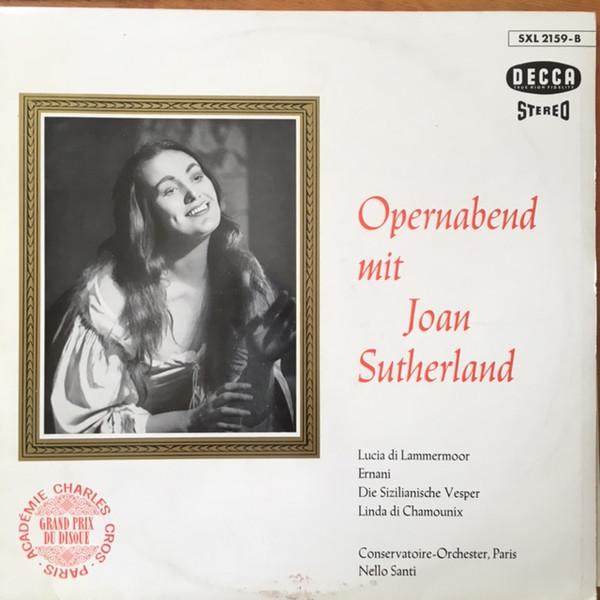 SXL 2159-B
DECCA
TRUE HIGH FIDELITY
STEREO
Opernabend
mit
Joan
Sutherland
Lucia di Lammermoor
Ernani
Die Sizilianische Vesper
Linda di Chamounix
Conservatoire-Orchester, Paris
Nello Santi
ACADÉMIE CHARLES CROS · PARIS ·
GRAND PRIX
DU DISQUE